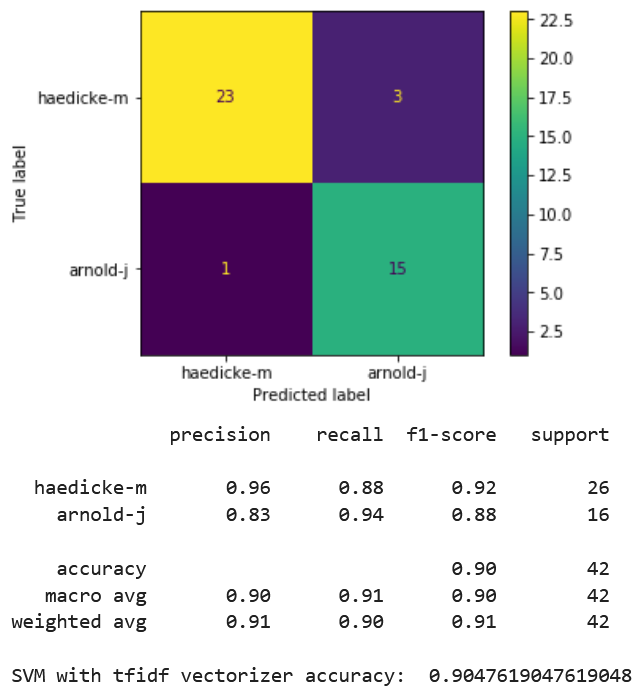 22.5
20.0
17.5
15.0
12.5
10.0
7.5
5.0
2.5
True label
haedicke-m
23 3
arnold-j
1 15
haedicke-m arnold-j
Predicted label
precision recall f1-score support
haedicke-m 0.96 0.88 0.92 26
arnold-j 0.83 0.94 0.88 16
accuracy 0.90 42
macro avg 0.90 0.91 0.90 42
weighted avg 0.91 0.90 0.91 42
SVM with tfidf vectorizer accuracy: 0.9047619047619048